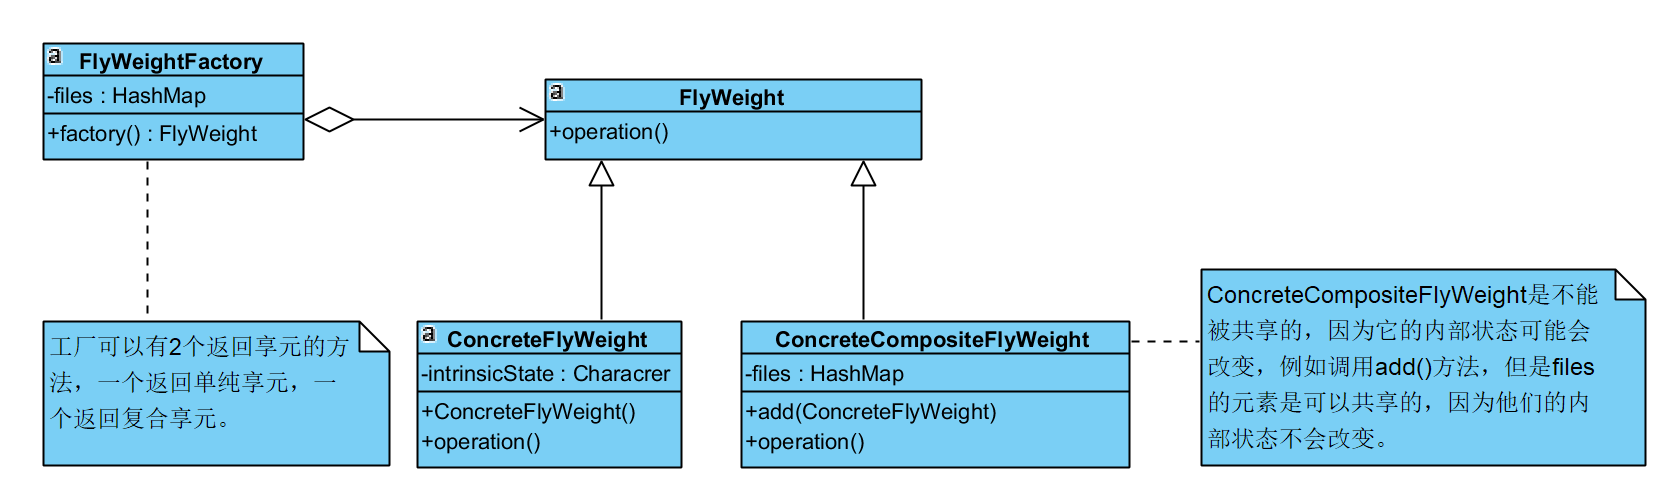 a
FlyWeightFactory
-files : HashMap
+factory() : FlyWeight
a
FlyWeight
+operation()
工厂可以有2个返回享元的方
法，一个返回单纯享元，一
个返回复合享元。
a
ConcreteFlyWeight
-intrinsicState : Characrer
+ConcreteFlyWeight()
+operation()
ConcreteCompositeFlyWeight
-files : HashMap
+add(ConcreteFlyWeight)
+operation()
ConcreteCompositeFlyWeight是不能
被共享的，因为它的内部状态可能会
改变，例如调用add()方法，但是files
的元素是可以共享的，因为他们的内
部状态不会改变。